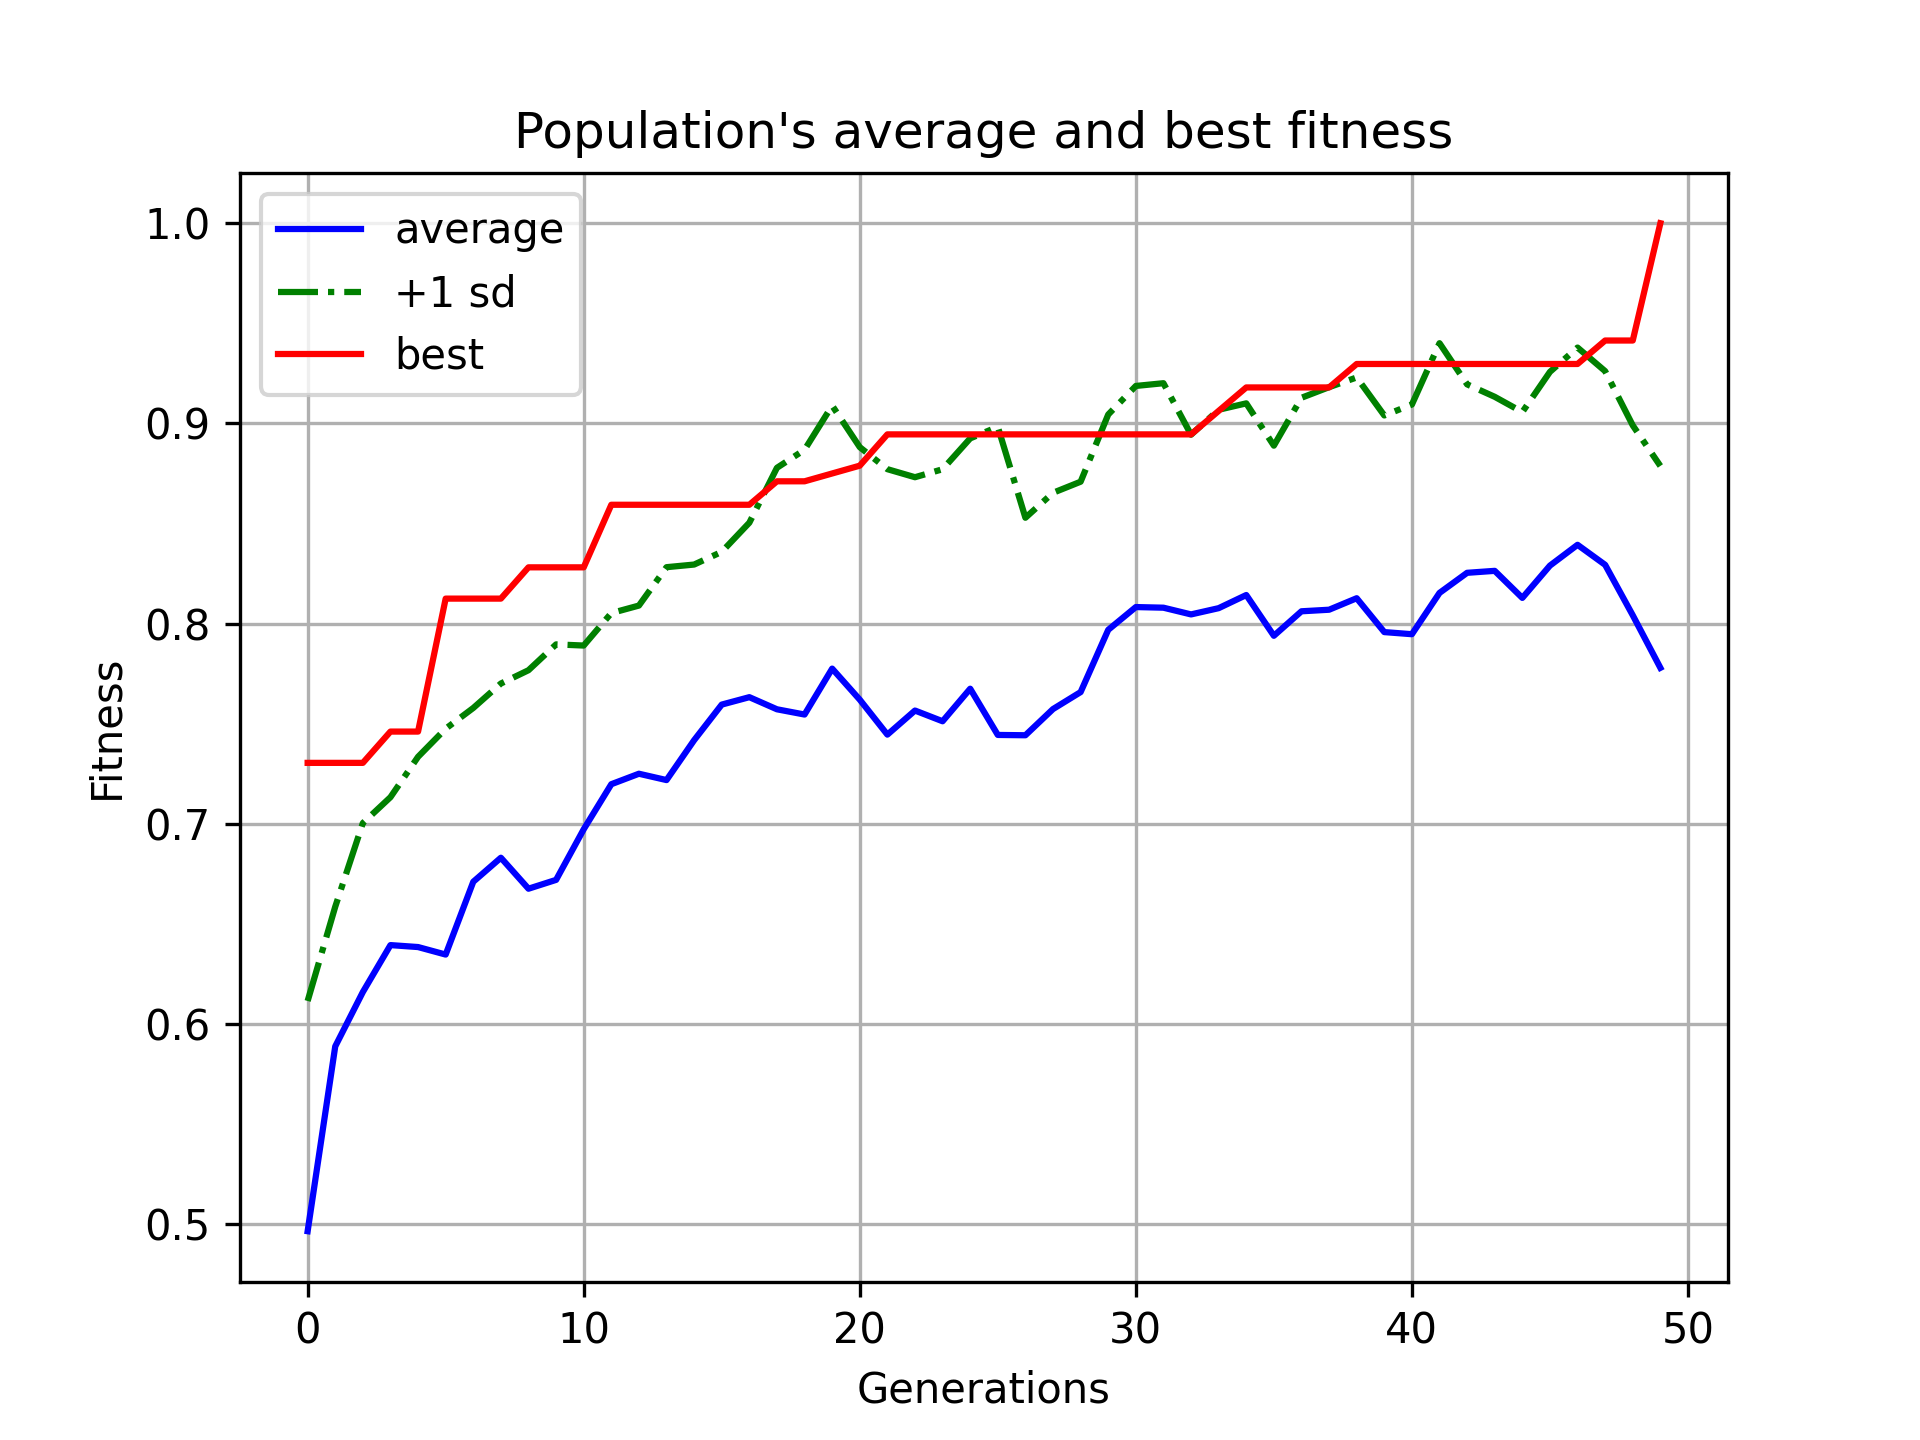 Population's average and best fitness
average
+1 sd
best
1.0
0.9
0.8
0.7
0.6
0.5
Fitness
0 10 20 30 40 50
Generations